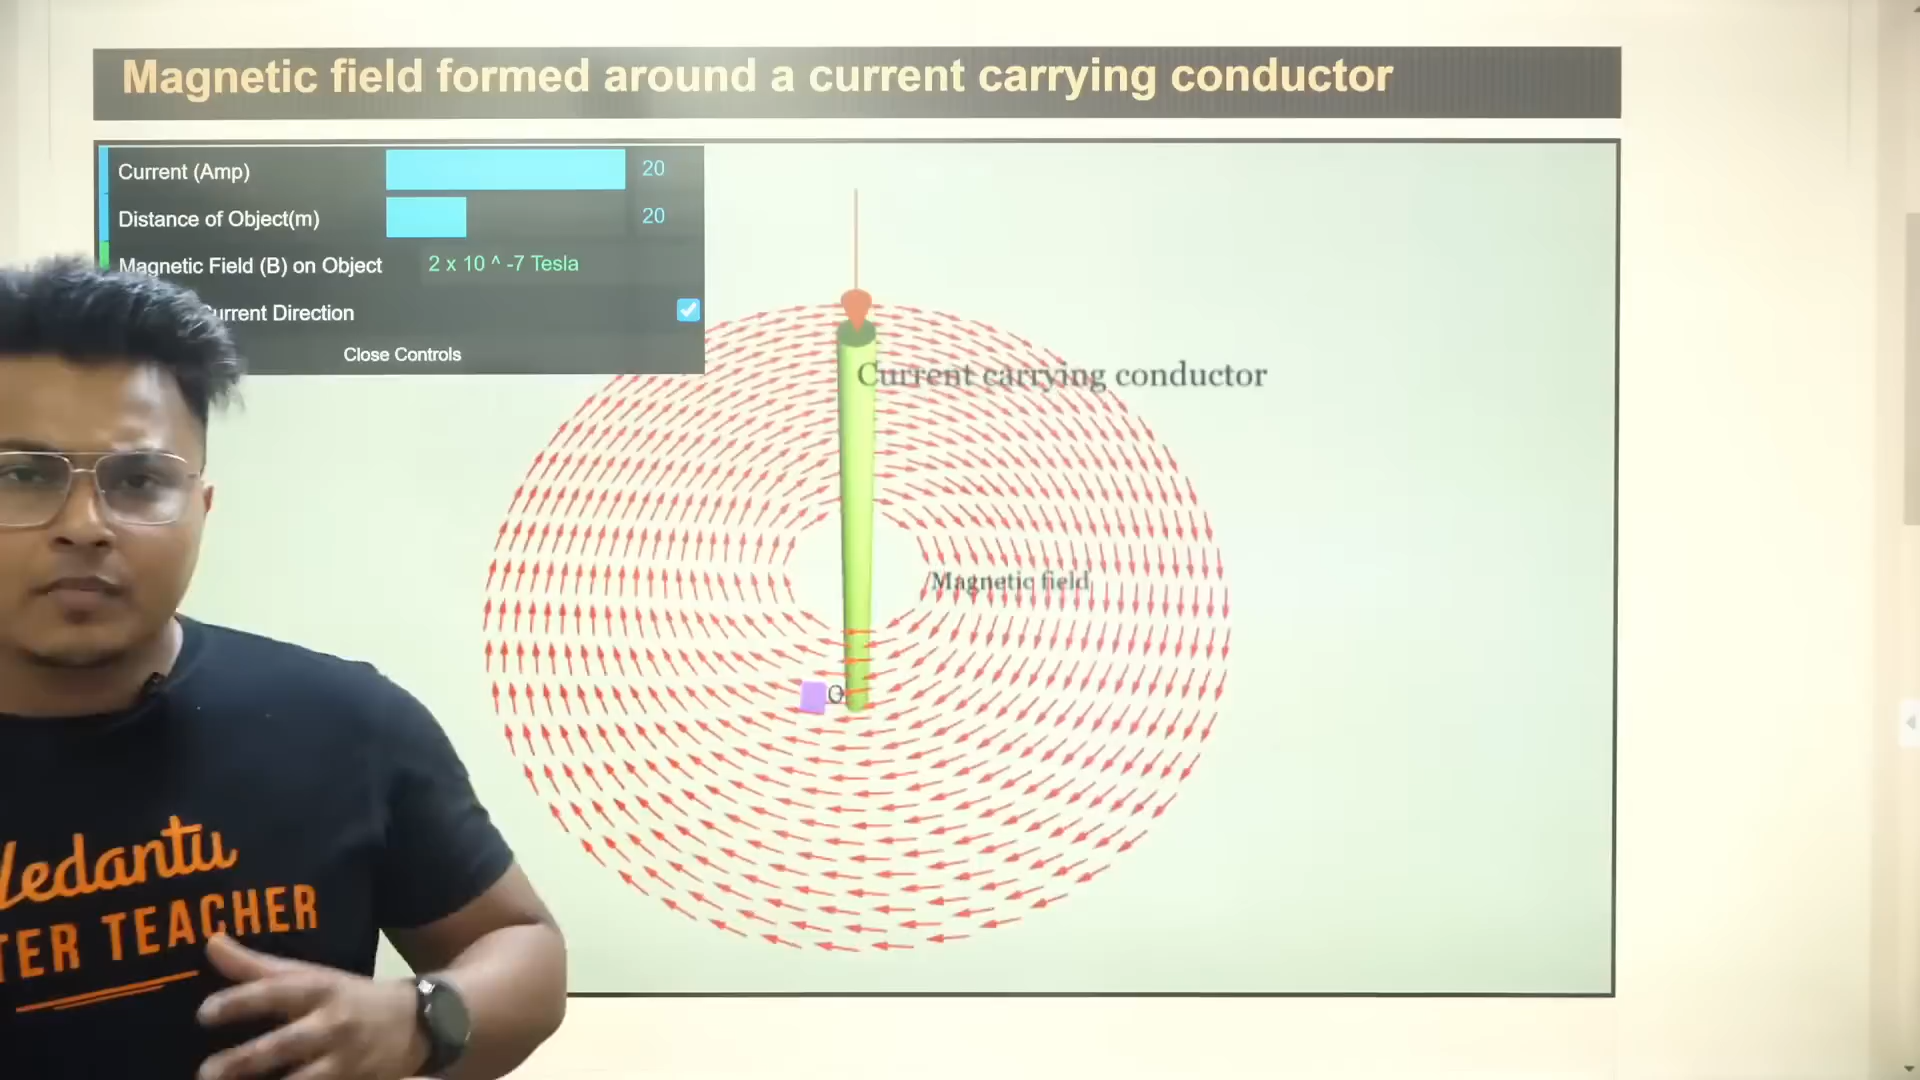 Magnetic field formed around a current carrying conductor
Current (Amp) 20
Distance of Object(m) 20
Magnetic Field (B) on Object 2 x 10 ^ -7 Tesla
urrent Direction
Close Controls
Current carrying conductor
Magnetic field
O
Vedantu
TER TEACHER